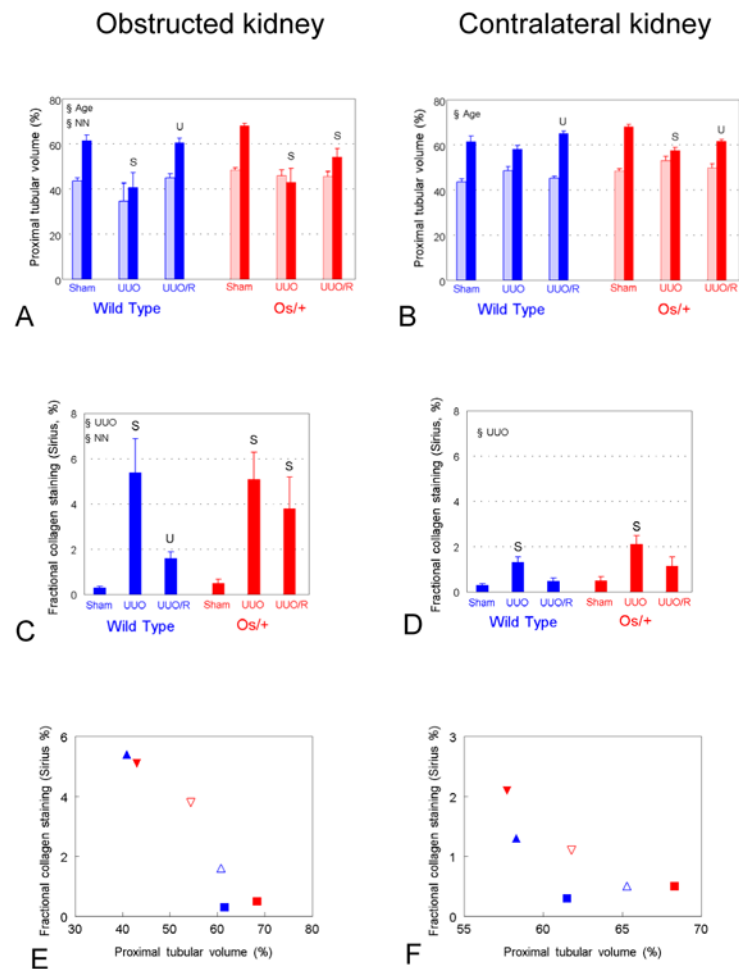 Obstructed kidney
Contralateral kidney
Proximal tubular volume (%)
80
60
40
20
0
§ Age
§ NN
S
U
S
S
Sham
UUO
UUO/R
Sham
UUO
UUO/R
Wild Type
Os/+
A
Proximal tubular volume (%)
80
60
40
20
0
§ Age
U
S
U
Sham
UUO
UUO/R
Sham
UUO
UUO/R
Wild Type
Os/+
B
Fractional collagen staining (Sirius, %)
8
6
4
2
0
§ UUO
§ NN
S
U
S
S
Sham
UUO
UUO/R
Sham
UUO
UUO/R
Wild Type
Os/+
C
Fractional collagen staining (Sirius, %)
8
6
4
2
0
§ UUO
S
S
Sham
UUO
UUO/R
Sham
UUO
UUO/R
Wild Type
Os/+
D
Fractional collagen staining (Sirius %)
6
4
2
0
30
40
50
60
70
80
Proximal tubular volume (%)
E
Fractional collagen staining (Sirius %)
3
2
1
0
55
60
65
70
Proximal tubular volume (%)
F